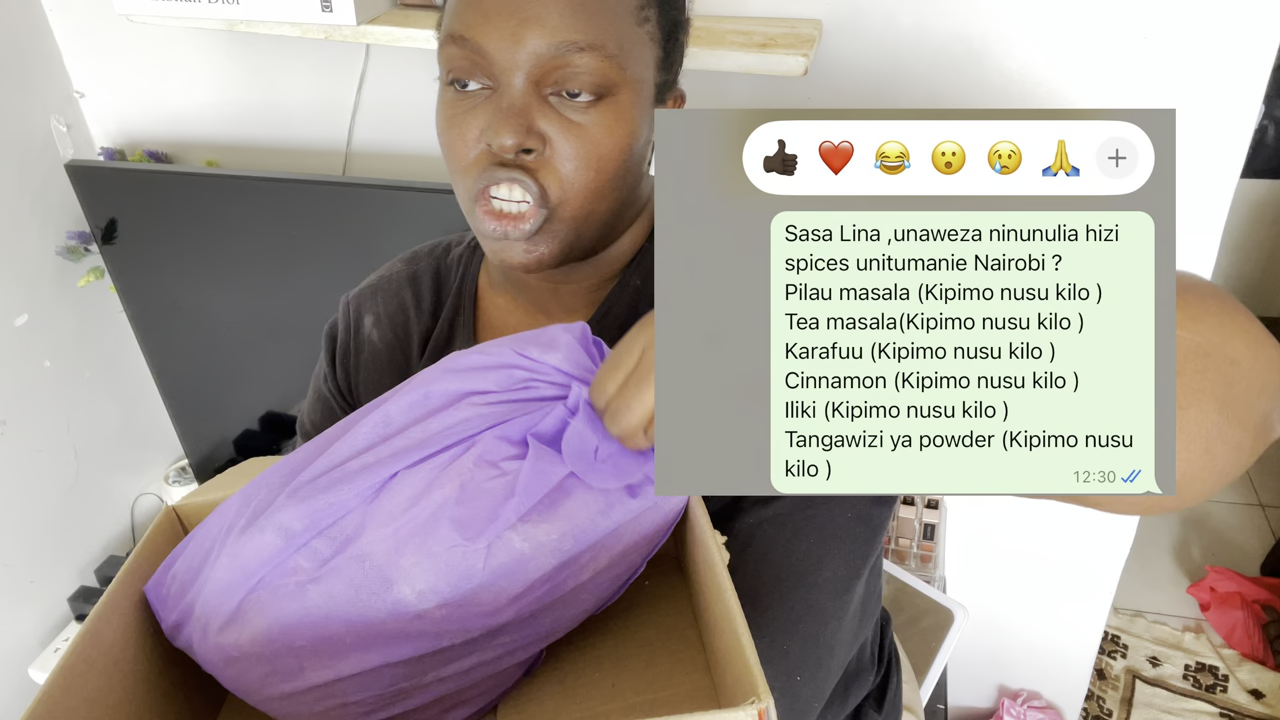 Dior
Sasa Lina ,unaweza ninunulia hizi
spices unitumanie Nairobi ?
Pilau masala (Kipimo nusu kilo )
Tea masala(Kipimo nusu kilo )
Karafuu (Kipimo nusu kilo )
Cinnamon (Kipimo nusu kilo )
Iliki (Kipimo nusu kilo )
Tangawizi ya powder (Kipimo nusu
kilo )
12:30